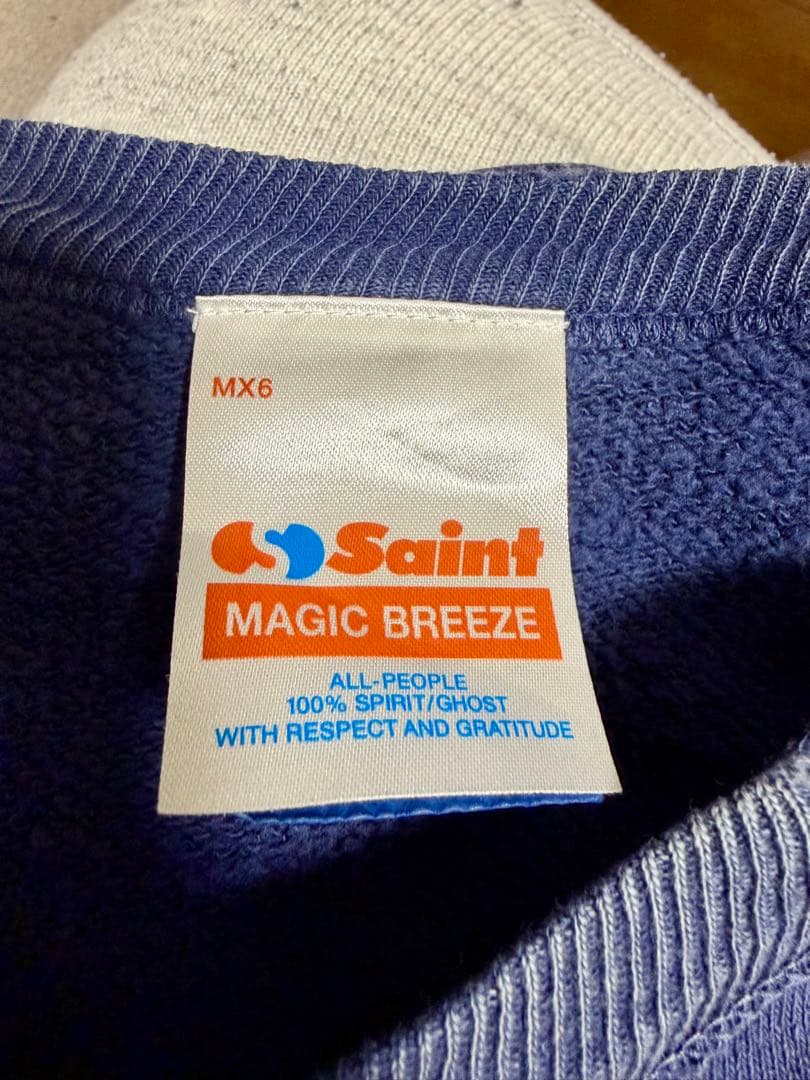 MX6
Saint
MAGIC BREEZE
ALL-PEOPLE
100% SPIRIT/GHOST
WITH RESPECT AND GRATITUDE